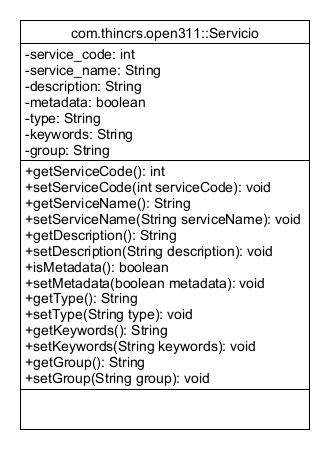 com.thincrs.open311::Servicio
-service_code: int
-service_name: String
-description: String
-metadata: boolean
-type: String
-keywords: String
-group: String
+getServiceCode(): int
+setServiceCode(int serviceCode): void
+getServiceName(): String
+setServiceName(String serviceName): void
+getDescription(): String
+setDescription(String description): void
+isMetadata(): boolean
+setMetadata(boolean metadata): void
+getType(): String
+setType(String type): void
+getKeywords(): String
+setKeywords(String keywords): void
+getGroup(): String
+setGroup(String group): void